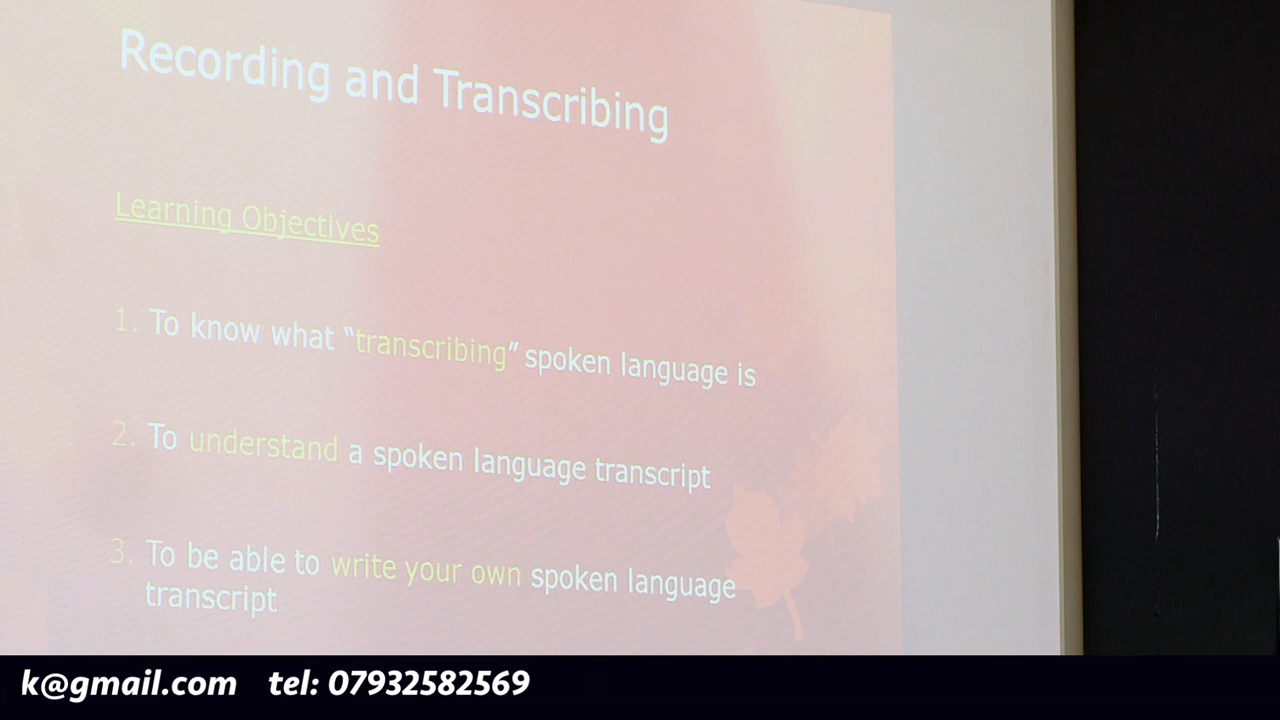 Recording and Transcribing
Learning Objectives
1. To know what “transcribing” spoken language is
2. To understand a spoken language transcript
3. To be able to write your own spoken language
transcript
k@gmail.com tel: 07932582569